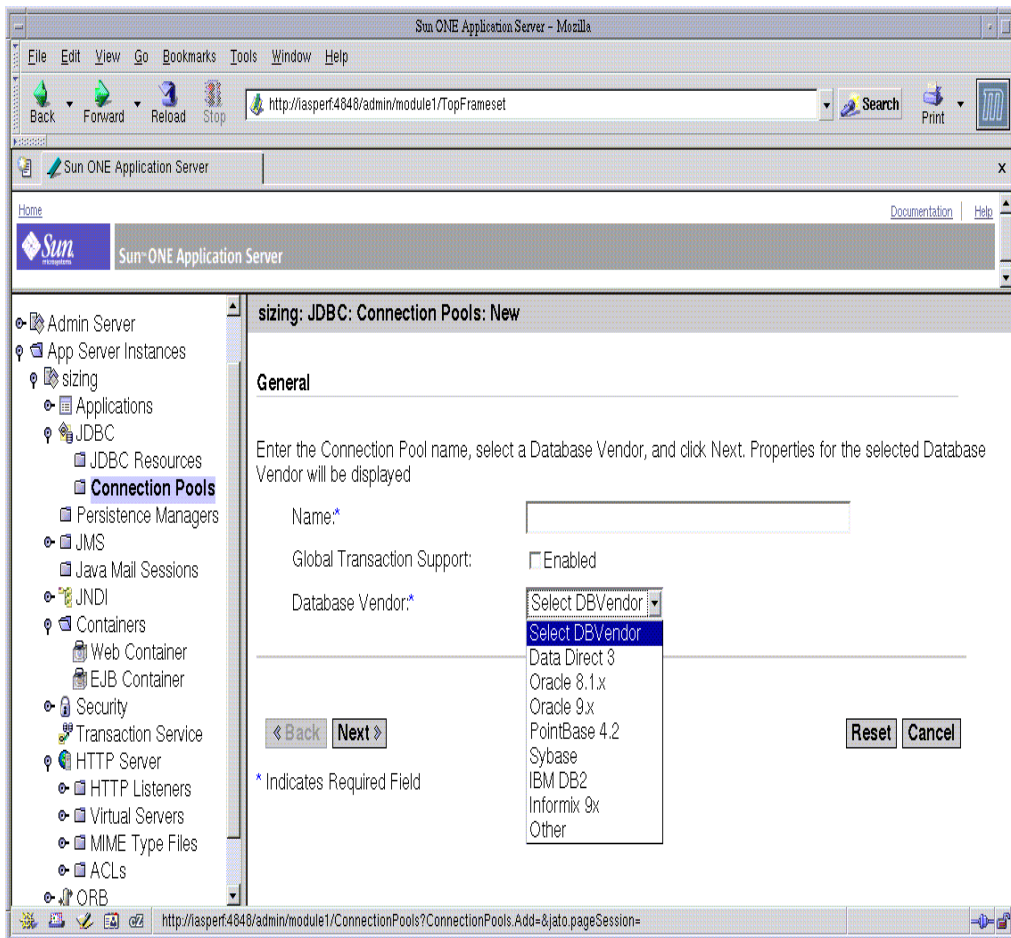 Sun ONE Application Server – Mozilla
File Edit View Go Bookmarks Tools Window Help
Back Forward Reload Stop
http://iasperf:4848/admin/module1/TopFrameset
Search
Print
Sun ONE Application Server
x
Home
Documentation | Help
Sun
microsystems
Sun™ ONE Application Server
Admin Server
App Server Instances
sizing
Applications
JDBC
JDBC Resources
Connection Pools
Persistence Managers
JMS
Java Mail Sessions
JNDI
Containers
Web Container
EJB Container
Security
Transaction Service
HTTP Server
HTTP Listeners
Virtual Servers
MIME Type Files
ACLs
ORB
sizing: JDBC: Connection Pools: New
General
Enter the Connection Pool name, select a Database Vendor, and click Next. Properties for the selected Database
Vendor will be displayed
Name:*
Global Transaction Support:
Enabled
Database Vendor:*
Select DBVendor
Select DBVendor
Data Direct 3
Oracle 8.1.x
Oracle 9.x
PointBase 4.2
Sybase
IBM DB2
Informix 9x
Other
Back Next
Reset Cancel
* Indicates Required Field
http://iasperf:4848/admin/module1/ConnectionPools?ConnectionPools.Add=&jato.pageSession=